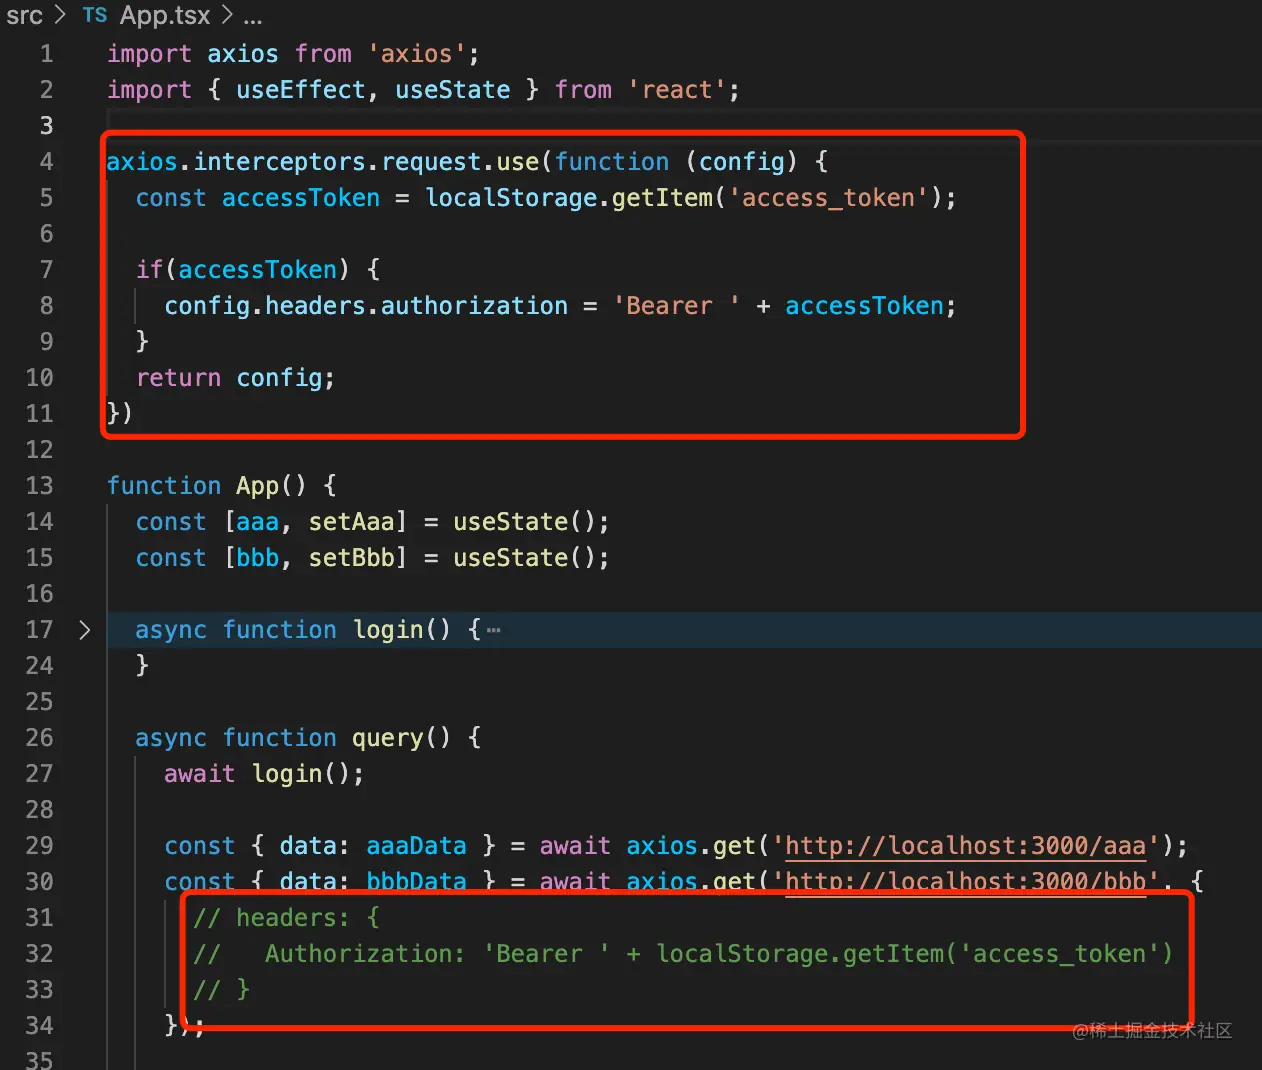 src > TS App.tsx > ...
1 import axios from 'axios';
2 import { useEffect, useState } from 'react';
3
4 axios.interceptors.request.use(function (config) {
5   const accessToken = localStorage.getItem('access_token');
6
7   if(accessToken) {
8     config.headers.authorization = 'Bearer ' + accessToken;
9   }
10   return config;
11 })
12
13 function App() {
14   const [aaa, setAaa] = useState();
15   const [bbb, setBbb] = useState();
16
17 >   async function login() {⋯
24   }
25
26   async function query() {
27     await login();
28
29     const { data: aaaData } = await axios.get('http://localhost:3000/aaa');
30     const { data: bbbData } = await axios.get('http://localhost:3000/bbb', {
31       // headers: {
32       //   Authorization: 'Bearer ' + localStorage.getItem('access_token')
33       // }
34     });
35
@稀土掘金技术社区